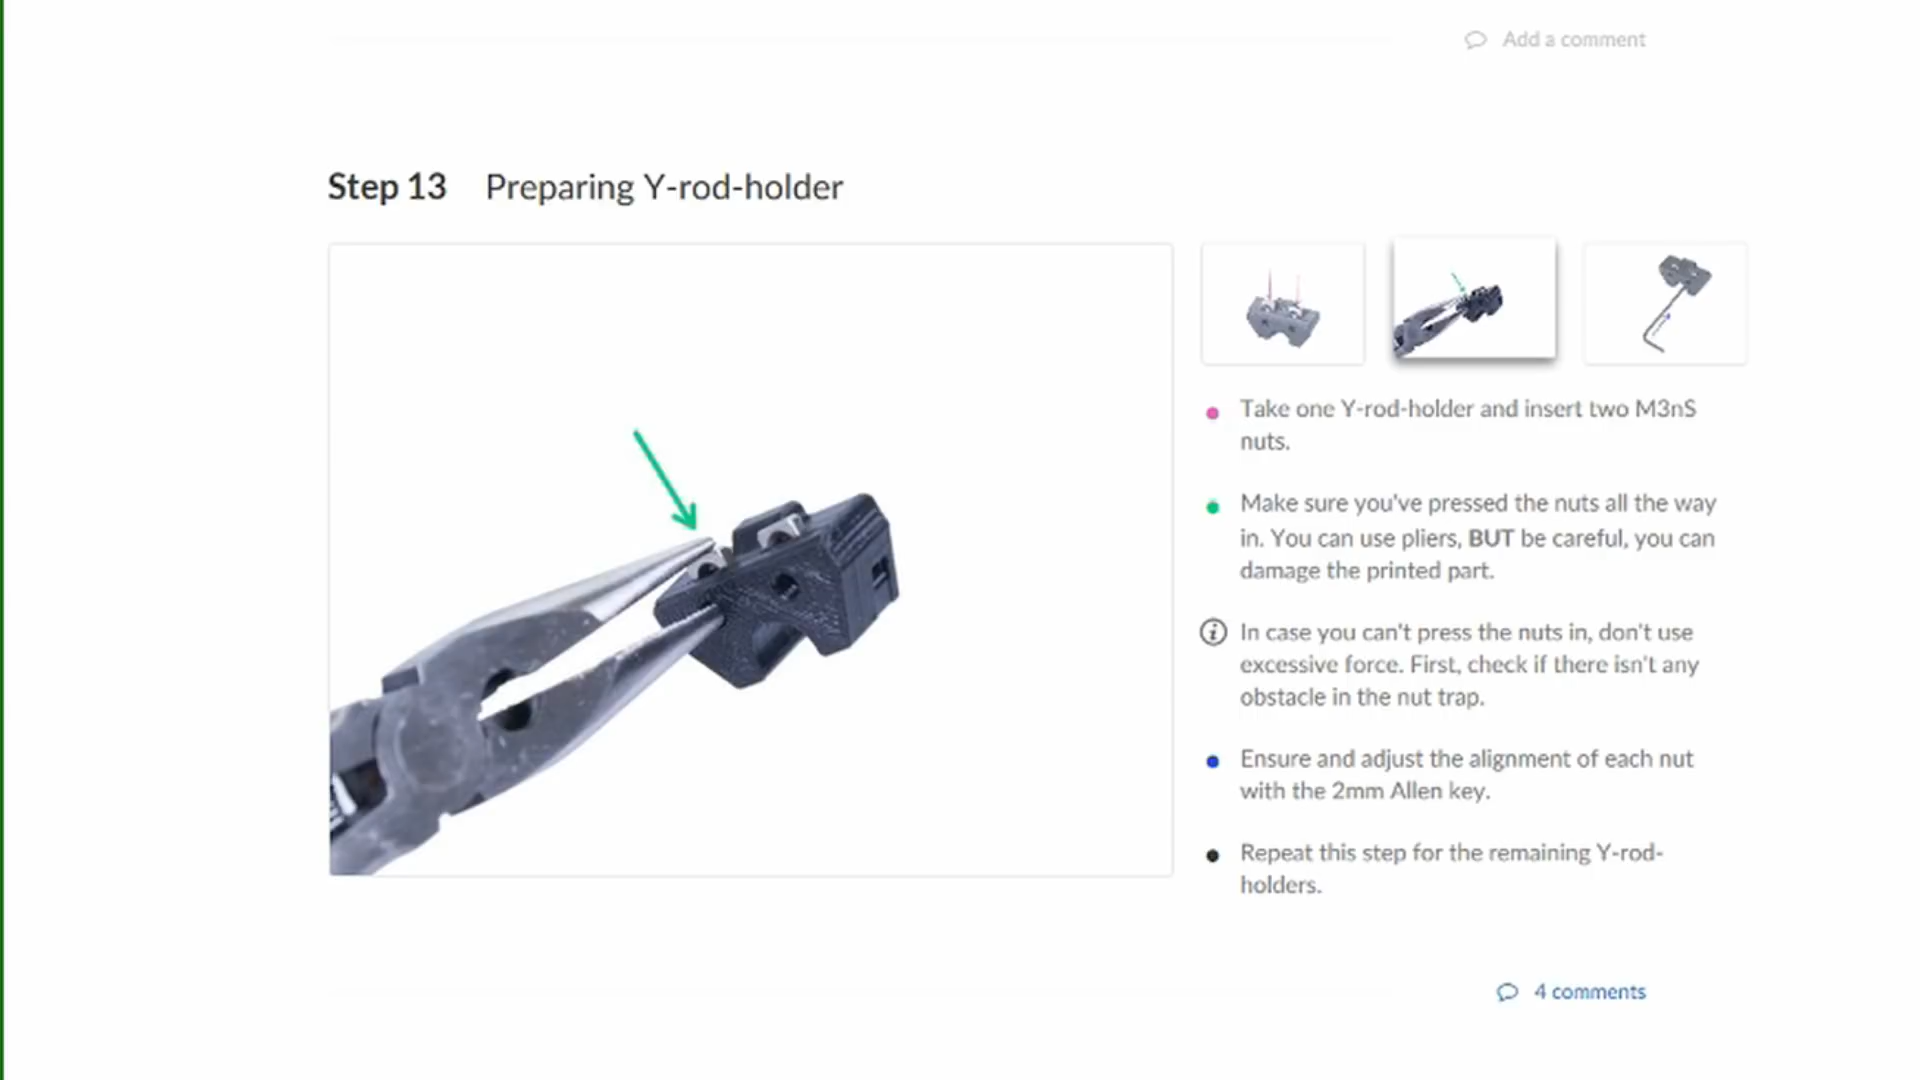 Add a comment
Step 13 Preparing Y-rod-holder
Take one Y-rod-holder and insert two M3nS
nuts.
Make sure you've pressed the nuts all the way
in. You can use pliers, BUT be careful, you can
damage the printed part.
In case you can't press the nuts in, don't use
excessive force. First, check if there isn't any
obstacle in the nut trap.
Ensure and adjust the alignment of each nut
with the 2mm Allen key.
Repeat this step for the remaining Y-rod-
holders.
4 comments